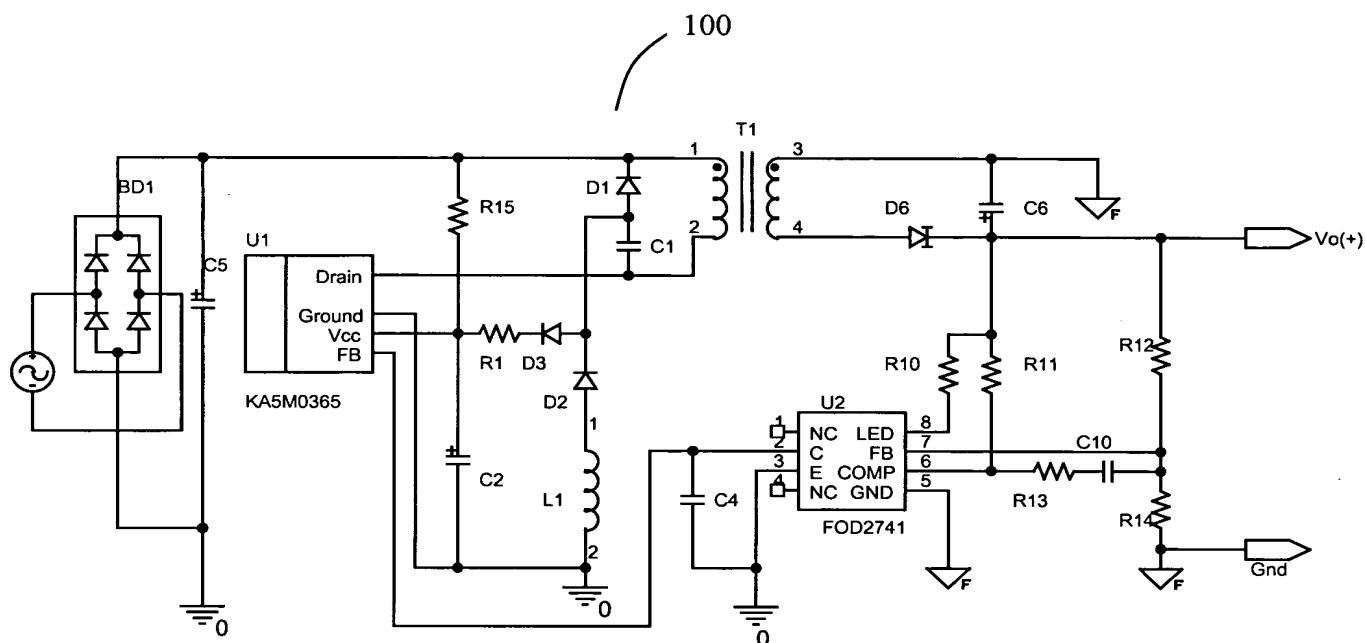 100
T1
1
3
BD1
D1
R15
C6
F
U1
C5
C1
2
4
D6
Vo(+)
Drain
Ground
Vcc
FB
R1
D3
R10
R11
R12
KA5M0365
D2
U2
1
NC
LED
8
2
C
FB
7
C10
3
E
COMP
6
4
NC
GND
5
1
C2
L1
C4
R13
R14
FOD2741
2
0
F
F
Gnd
0
0